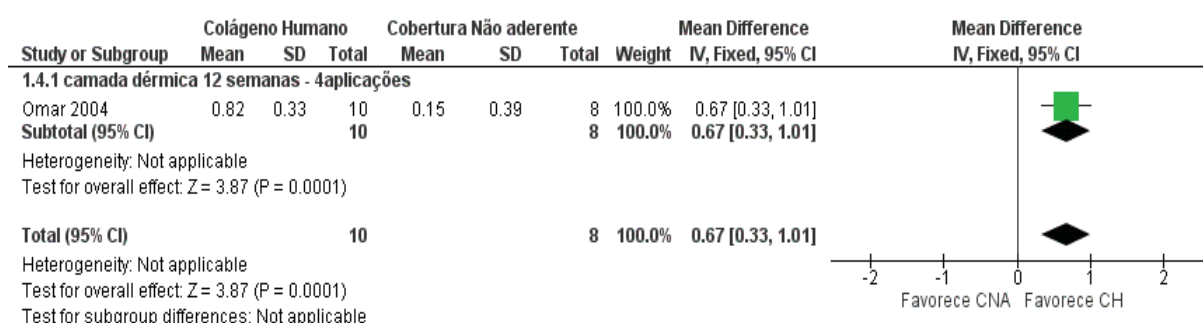 Colágeno Humano Cobertura Não aderente Mean Difference Mean Difference
Study or Subgroup Mean SD Total Mean SD Total Weight IV, Fixed, 95% CI IV, Fixed, 95% CI
1.4.1 camada dérmica 12 semanas - 4aplicações
Omar 2004 0.82 0.33 10 0.15 0.39 8 100.0% 0.67 [0.33, 1.01]
Subtotal (95% CI) 10 8 100.0% 0.67 [0.33, 1.01]
Heterogeneity: Not applicable
Test for overall effect: Z = 3.87 (P = 0.0001)
Total (95% CI) 10 8 100.0% 0.67 [0.33, 1.01]
Heterogeneity: Not applicable
Test for overall effect: Z = 3.87 (P = 0.0001)
Test for subgroup differences: Not applicable
-2 -1 0 1 2
Favorece CNA Favorece CH